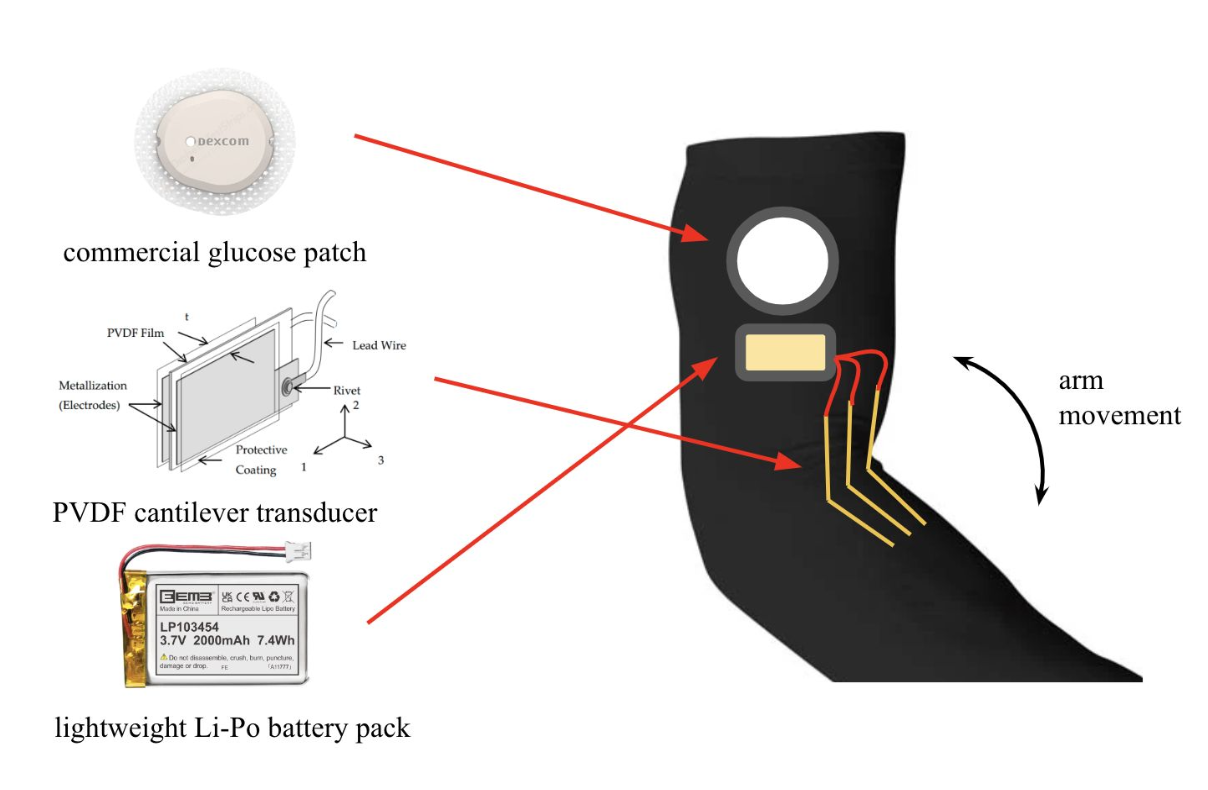 DEXCOM
commercial glucose patch
t
PVDF Film
Lead Wire
Metallization
(Electrodes)
Rivet
2
Protective
Coating
1
3
PVDF cantilever transducer
EEMB
Made in China
Rechargeable Lipo Battery
LP103454
3.7V 2000mAh 7.4Wh
Do not disassemble, crush, burn, puncture,
damage or drop.
FE
(A11777)
lightweight Li-Po battery pack
arm
movement